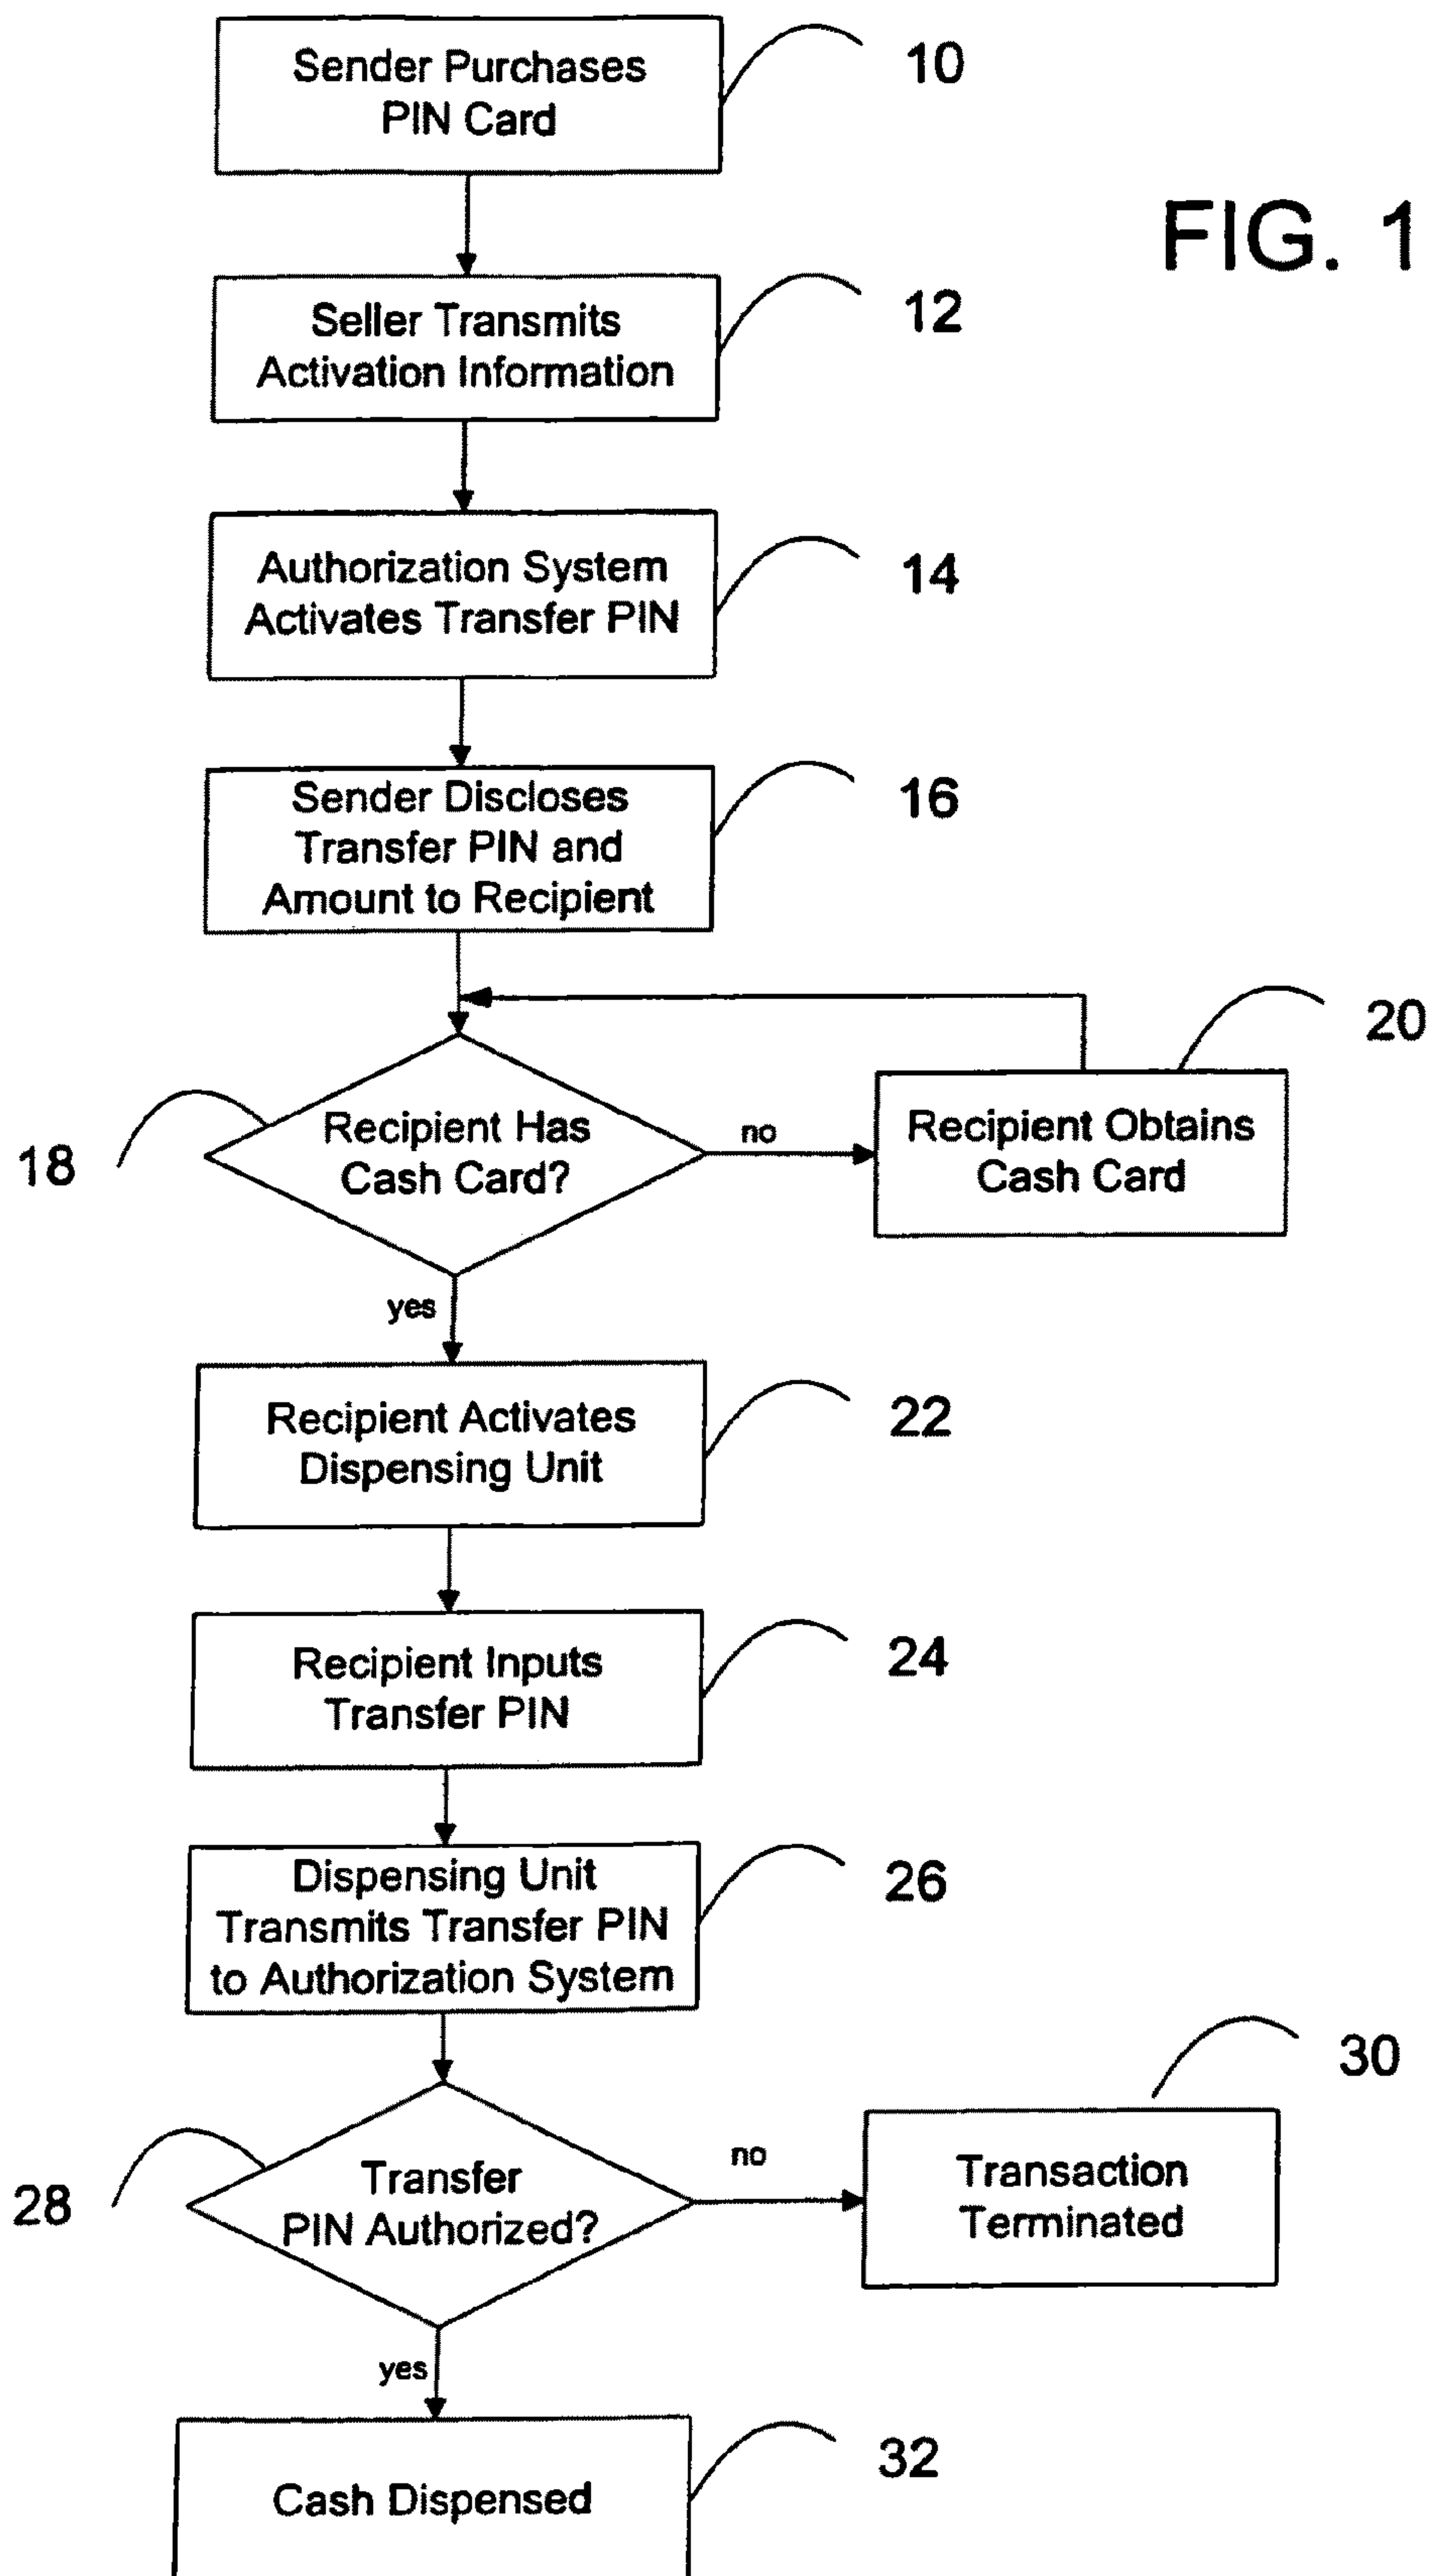 Sender Purchases
PIN Card
10
FIG. 1
Seller Transmits
Activation Information
12
Authorization System
Activates Transfer PIN
14
Sender Discloses
Transfer PIN and
Amount to Recipient
16
20
Recipient Has
Cash Card?
18
no
Recipient Obtains
Cash Card
yes
Recipient Activates
Dispensing Unit
22
Recipient Inputs
Transfer PIN
24
Dispensing Unit
Transmits Transfer PIN
to Authorization System
26
30
Transfer
PIN Authorized?
28
no
Transaction
Terminated
yes
Cash Dispensed
32